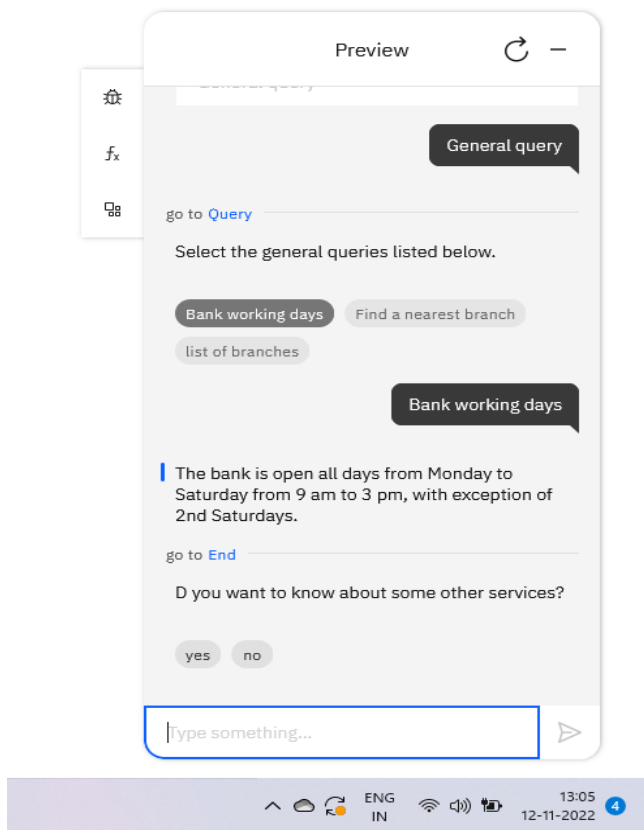 Preview
General query
General query
go to Query
Select the general queries listed below.
Bank working days Find a nearest branch
list of branches
Bank working days
The bank is open all days from Monday to
Saturday from 9 am to 3 pm, with exception of
2nd Saturdays.
go to End
D you want to know about some other services?
yes no
Type something...
ENG 13:05
IN 12-11-2022 4